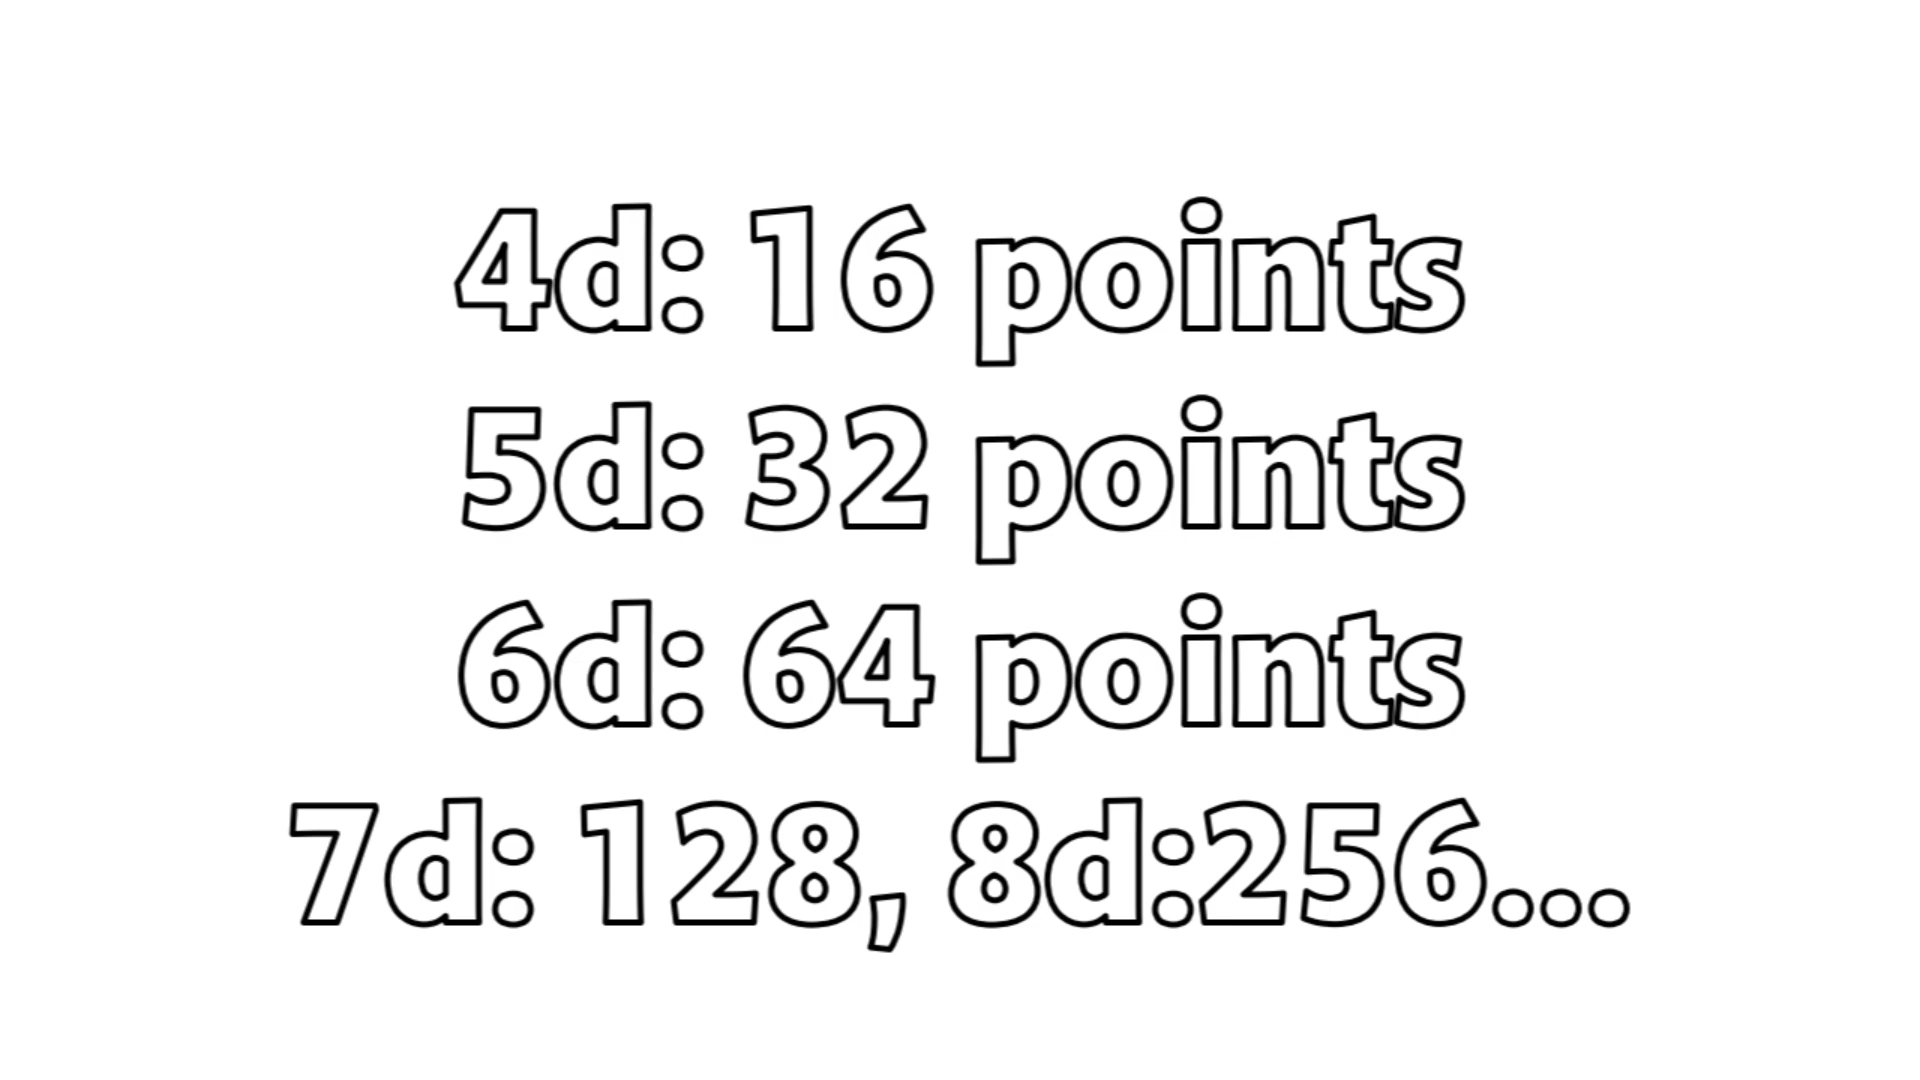 4d: 16 points
5d: 32 points
6d: 64 points
7d: 128, 8d:256...